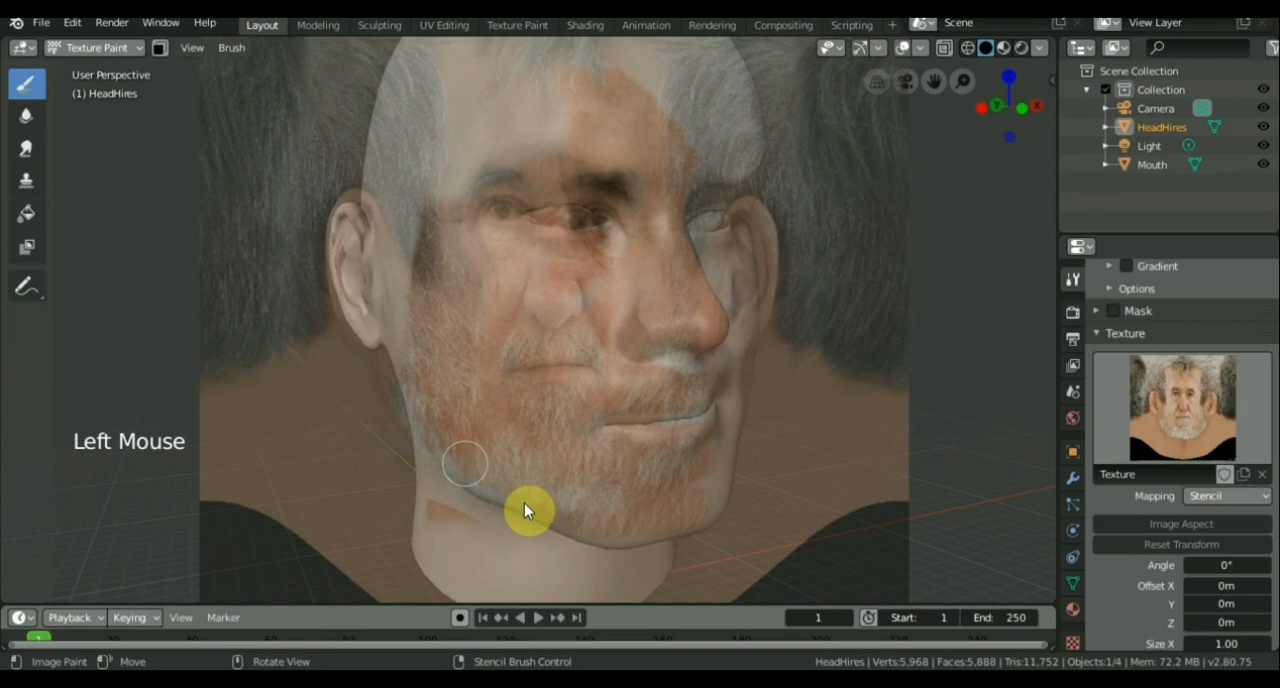 File Edit Render Window Help Layout Modeling Sculpting UV Editing Texture Paint Shading Animation Rendering Compositing Scripting + Scene View Layer
Texture Paint View Brush
User Perspective
(1) HeadHires
Scene Collection
Collection
Camera
HeadHires
Light
Mouth
Gradient
Options
Mask
Texture
Left Mouse
Texture
Mapping Stencil
Image Aspect
Reset Transform
Angle 0°
Offset X 0m
Y 0m
Z 0m
Size X 1.00
Playback Keying View Marker 1 Start: 1 End: 250
1
Image Paint Move Rotate View Stencil Brush Control HeadHires | Verts:5,968 | Faces:5,888 | Tris:11,752 | Objects:1/4 | Mem: 72.2 MB | v2.80.75